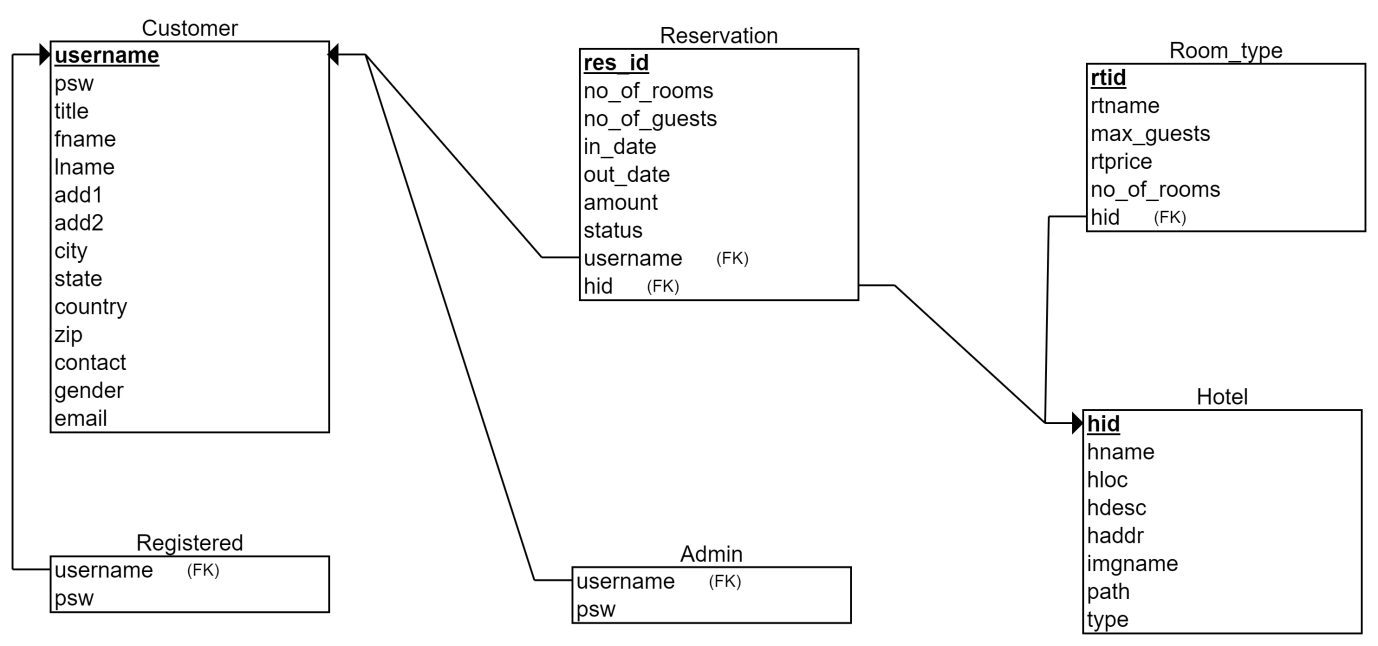 Customer
username
psw
title
fname
lname
add1
add2
city
state
country
zip
contact
gender
email
Reservation
res_id
no_of_rooms
no_of_guests
in_date
out_date
amount
status
username (FK)
hid (FK)
Room_type
rtid
rtname
max_guests
rtprice
no_of_rooms
hid (FK)
Hotel
hid
hname
hloc
hdesc
haddr
imgname
path
type
Registered
username (FK)
psw
Admin
username (FK)
psw